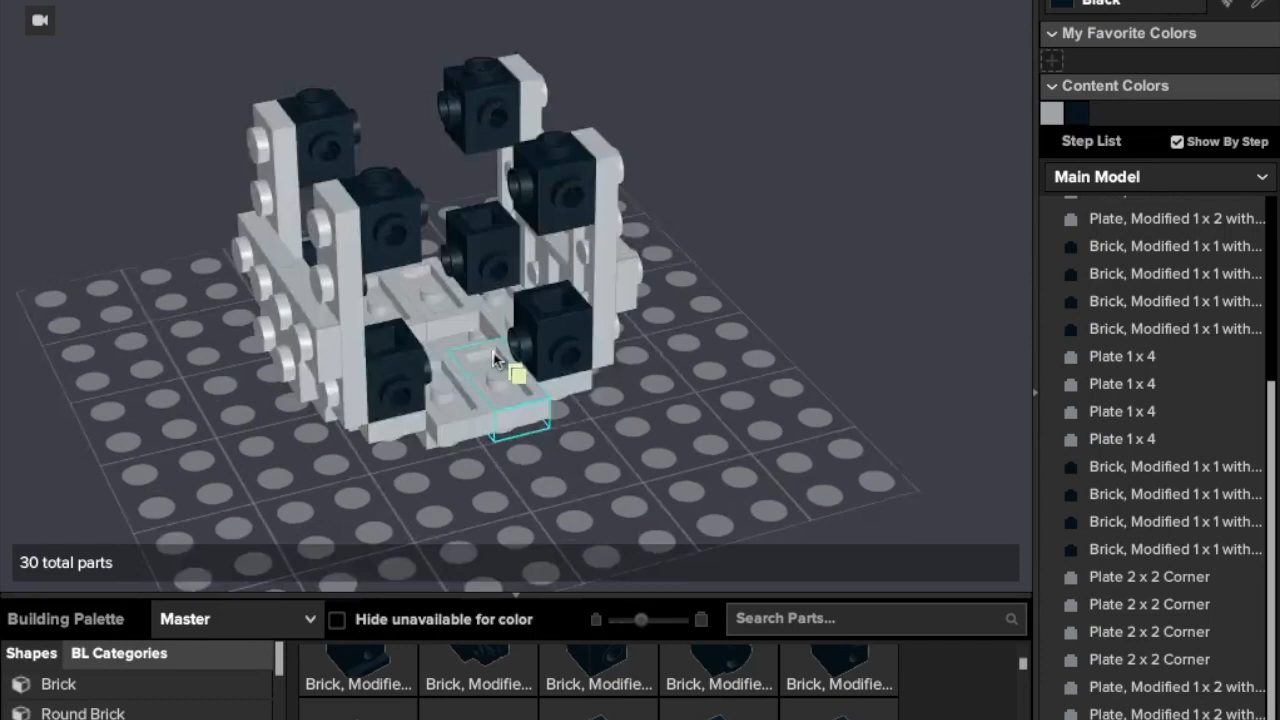 Black
My Favorite Colors
Content Colors
Step List
Show By Step
Main Model
Plate, Modified 1 x 2 with...
Brick, Modified 1 x 1 with...
Brick, Modified 1 x 1 with...
Brick, Modified 1 x 1 with...
Brick, Modified 1 x 1 with...
Plate 1 x 4
Plate 1 x 4
Plate 1 x 4
Plate 1 x 4
Brick, Modified 1 x 1 with...
Brick, Modified 1 x 1 with...
Brick, Modified 1 x 1 with...
Brick, Modified 1 x 1 with...
Plate 2 x 2 Corner
Plate 2 x 2 Corner
Plate 2 x 2 Corner
Plate 2 x 2 Corner
Plate, Modified 1 x 2 with...
Plate, Modified 1 x 2 with...
30 total parts
Building Palette
Master
Hide unavailable for color
Search Parts...
Shapes
BL Categories
Brick
Round Brick
Brick, Modifie...
Brick, Modifie...
Brick, Modifie...
Brick, Modifie...
Brick, Modifie...